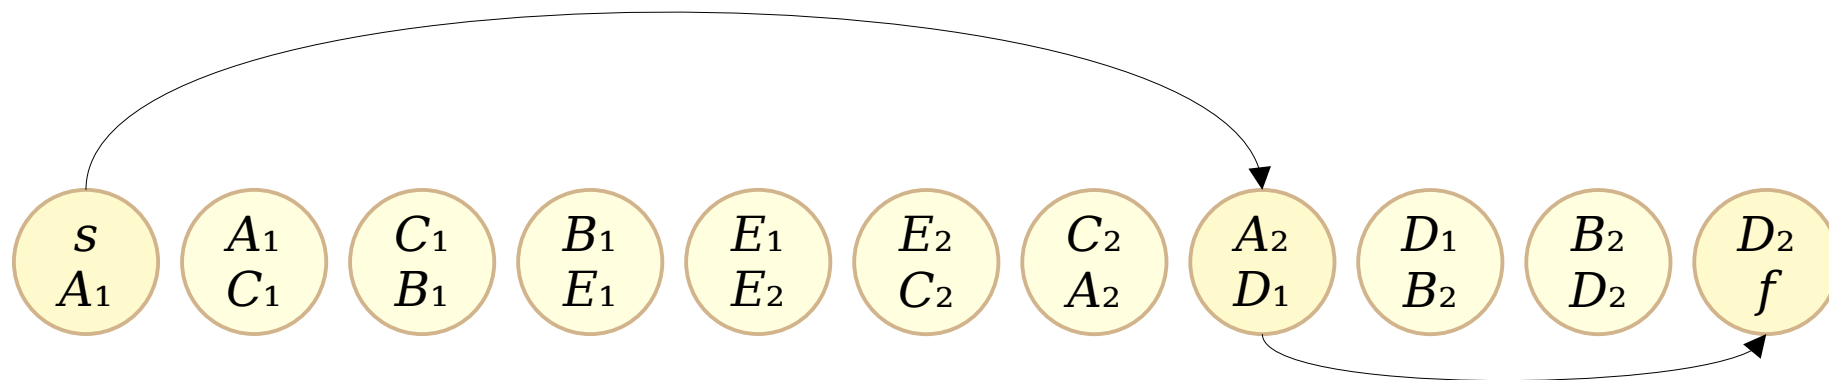 s A₁ C₁ B₁ E₁ E₂ C₂ A₂ D₁ B₂ D₂
A₁ C₁ B₁ E₁ E₂ C₂ A₂ D₁ B₂ D₂ f